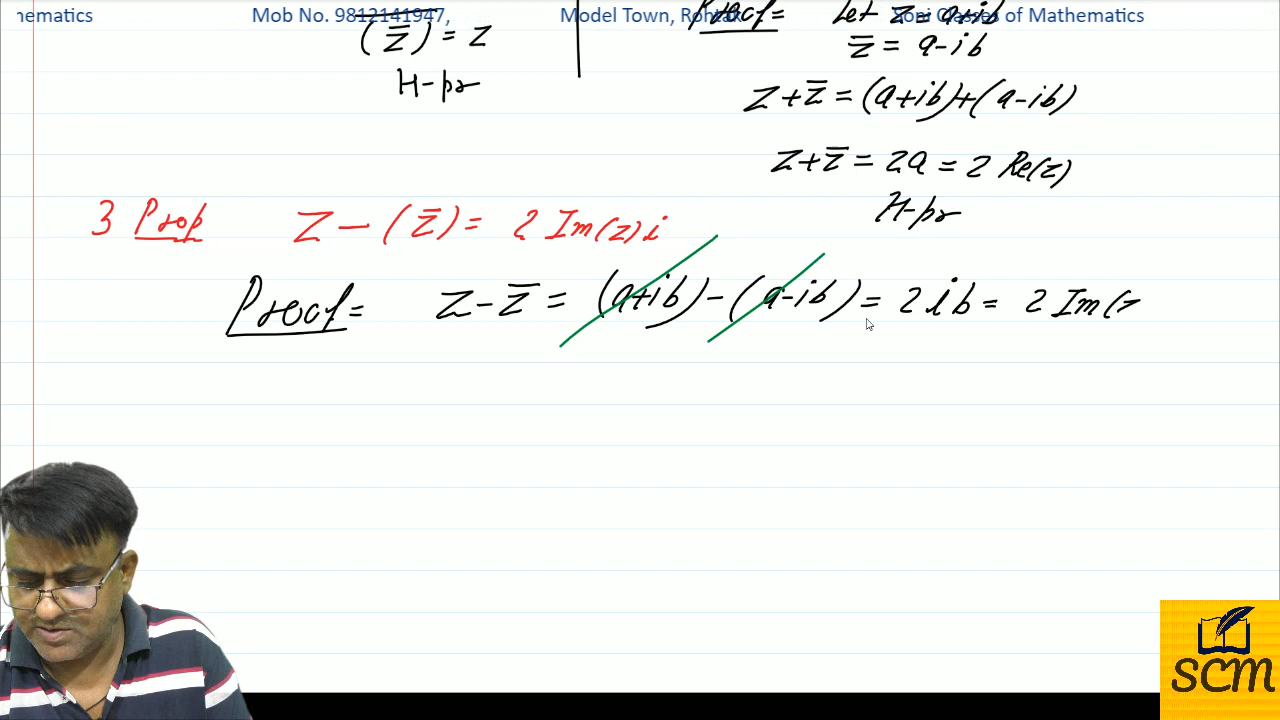 nematics Mob No. 9812141947, Model Town, Rohtak Soni Classes of Mathematics
(z̅) = z
H-pr
Proof= Let z = a+ib
z̅ = a-ib
Z+z̅ = (a+ib)+(a-ib)
Z+z̅ = 2a = 2 Re(z)
H-pr
3 Prop Z - (z̅) = 2 Im(z) i
Proof= Z-z̅ = (a+ib)-(a-ib) = 2ib = 2 Im(z
SCM